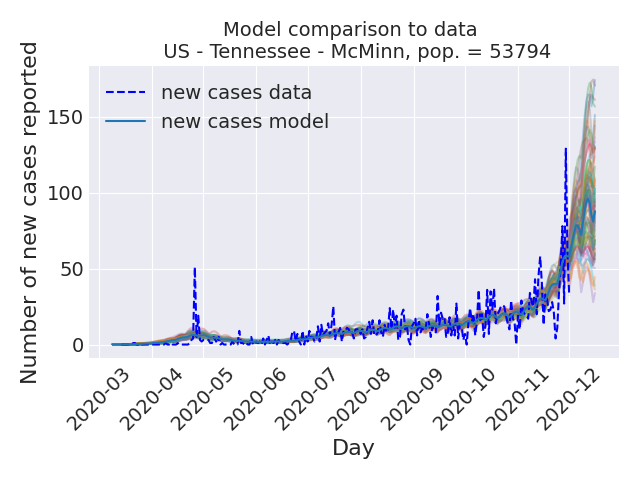 Model comparison to data
US - Tennessee - McMinn, pop. = 53794
Number of new cases reported
new cases data
new cases model
150
100
50
0
2020-03
2020-04
2020-05
2020-06
2020-07
2020-08
2020-09
2020-10
2020-11
2020-12
Day